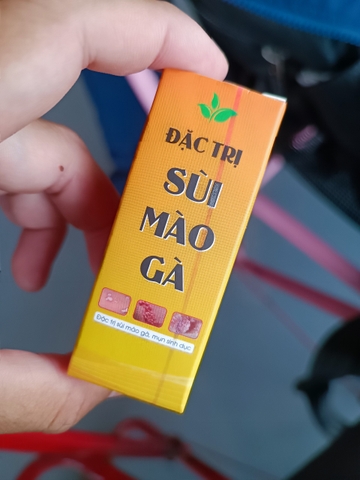 ĐẶC TRỊ
SÙI
MÀO
GÀ
Đặc trị sùi mào gà, mụn sinh dục